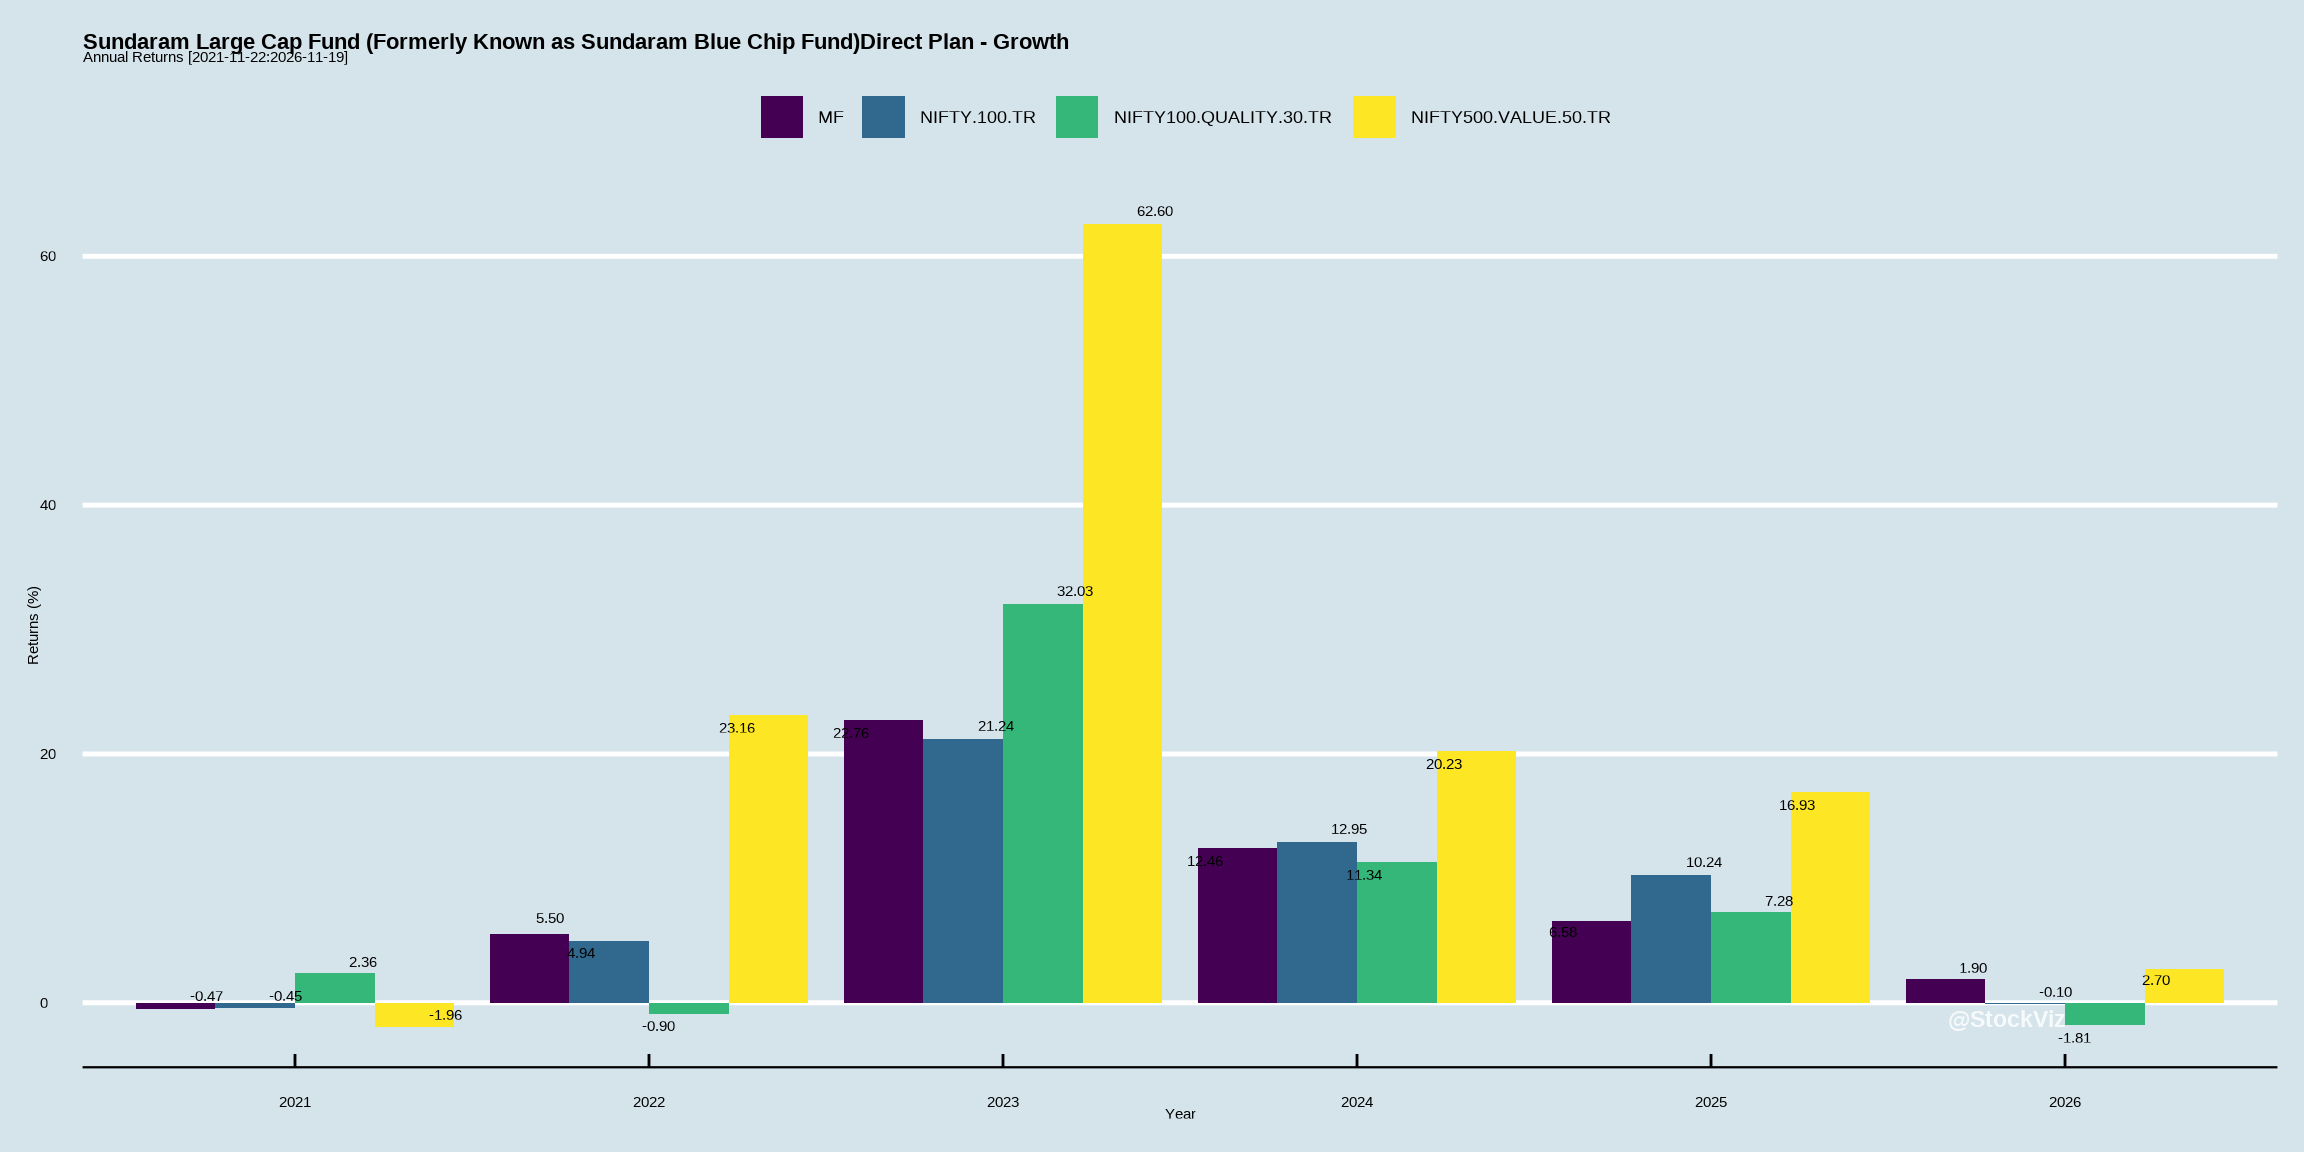 Sundaram Large Cap Fund (Formerly Known as Sundaram Blue Chip Fund)Direct Plan - Growth
Annual Returns [2021-11-22:2026-11-19]
MF NIFTY.100.TR NIFTY100.QUALITY.30.TR NIFTY500.VALUE.50.TR
Returns (%)
60
40
20
0
-0.47 -0.45 2.36 -1.96
5.50 4.94 -0.90 23.16
22.76 21.24 32.03 62.60
12.46 12.95 11.34 20.23
6.58 10.24 7.28 16.93
1.90 -0.10 -1.81 2.70
@StockViz
2021 2022 2023 2024 2025 2026
Year